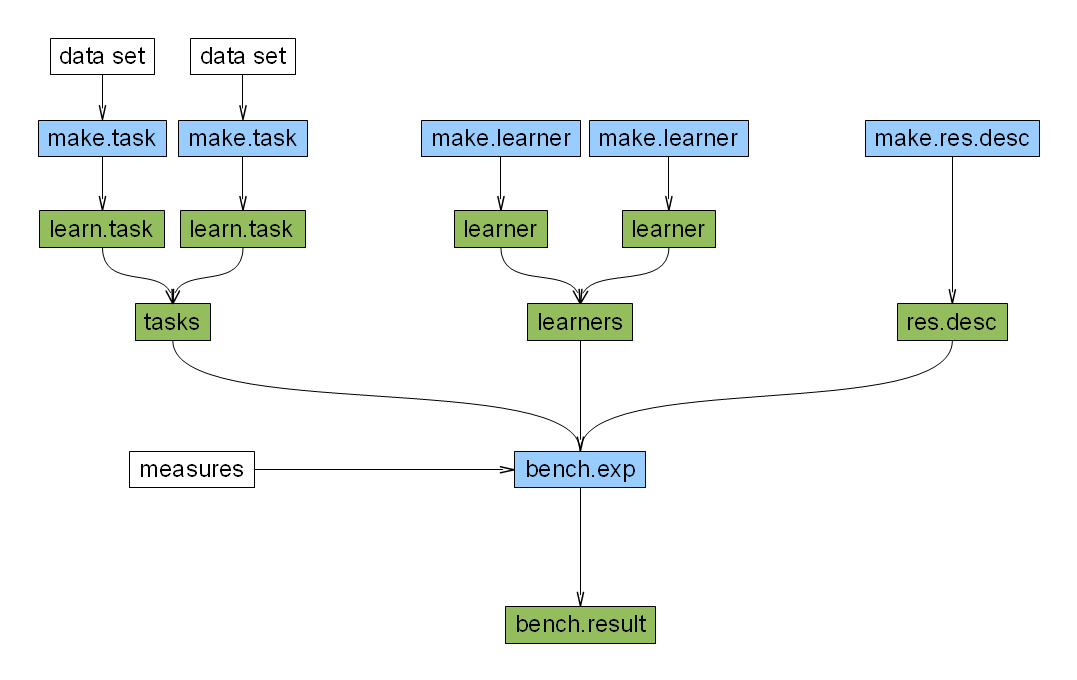 data set
data set
make.task
make.task
make.learner
make.learner
make.res.desc
learn.task
learn.task
learner
learner
tasks
learners
res.desc
measures
bench.exp
bench.result